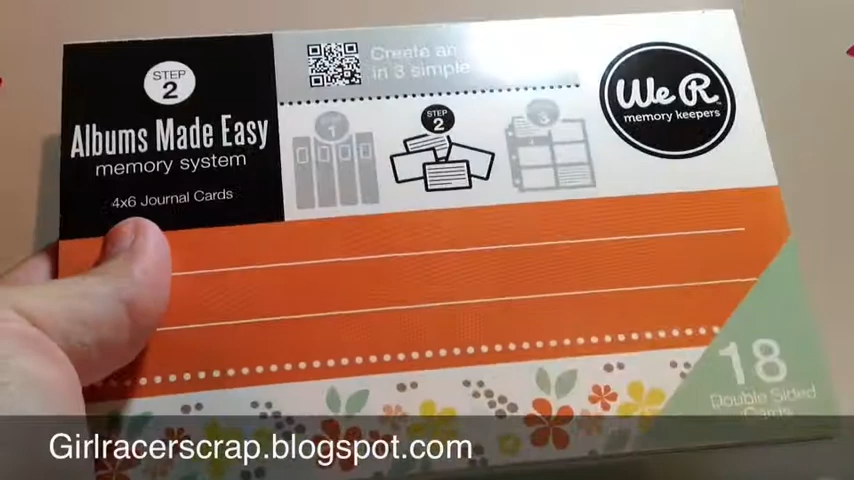 STEP
2
Albums Made Easy
memory system
4x6 Journal Cards
Create an
in 3 simple
1
STEP
2
3
We R
memory keepers
18
Double Sided
Cards
Girlracerscrap.blogspot.com